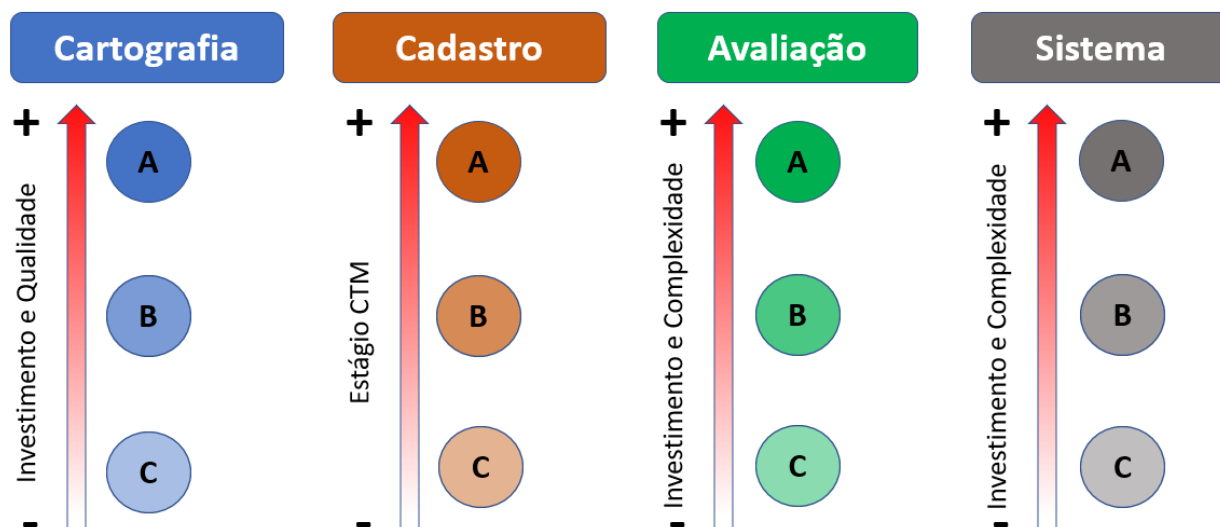 Cartografia
Cadastro
Avaliação
Sistema
+
Investimento e Qualidade
-
A
B
C
+
Estágio CTM
-
A
B
C
+
Investimento e Complexidade
-
A
B
C
+
Investimento e Complexidade
-
A
B
C